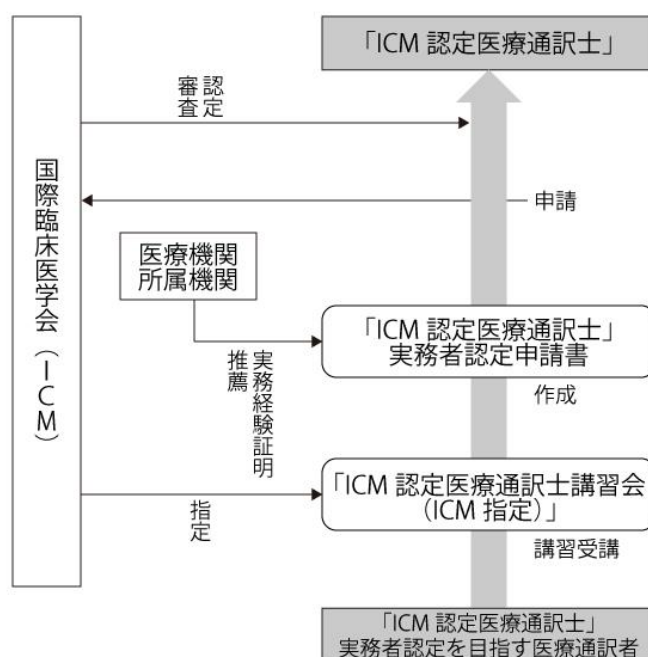 「ICM 認定医療通訳士」
認定
審査
申請
国際臨床医学会（ICM）
医療機関
所属機関
「ICM 認定医療通訳士」
実務者認定申請書
作成
実務経験証明
推薦
「ICM 認定医療通訳士講習会
（ICM 指定）」
指定
講習受講
「ICM 認定医療通訳士」
実務者認定を目指す医療通訳者